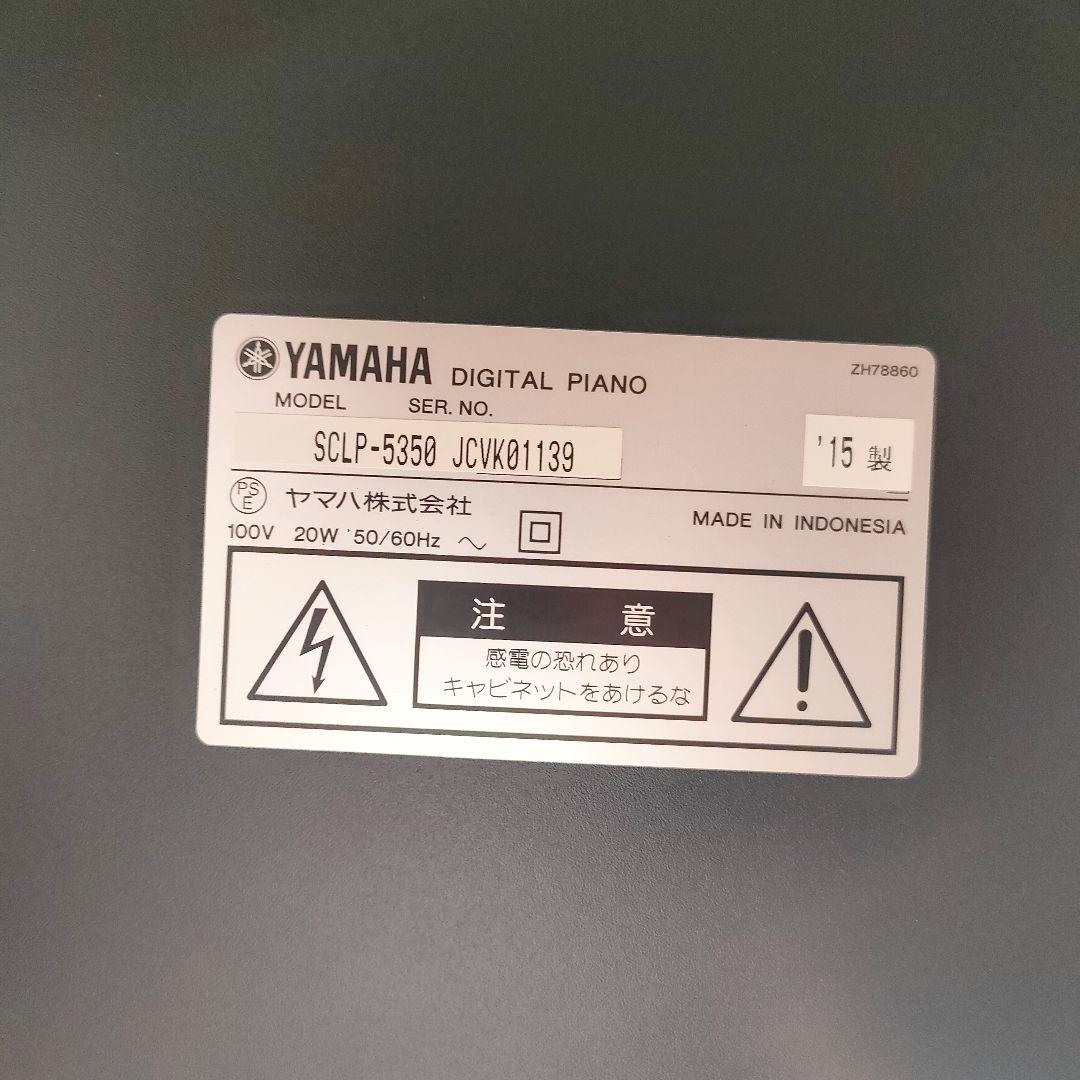 YAMAHA DIGITAL PIANO
ZH78860
MODEL SER. NO.
SCLP-5350 JCVK01139
'15 製
PSE
ヤマハ株式会社
100V 20W 50/60Hz ～
MADE IN INDONESIA
注 意
感電の恐れあり
キャビネットをあけるな